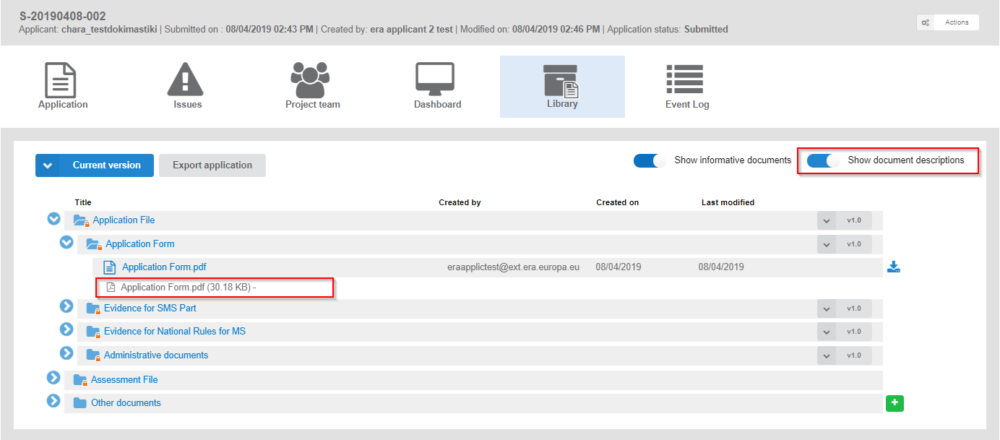 S-20190408-002
Applicant: chara_testdokimastiki | Submitted on : 08/04/2019 02:43 PM | Created by: era applicant 2 test | Modified on: 08/04/2019 02:46 PM | Application status: Submitted
Actions
Application
Issues
Project team
Dashboard
Library
Event Log
Current version
Export application
Show informative documents
Show document descriptions
Title Created by Created on Last modified
Application File v1.0
Application Form v1.0
Application Form.pdf eraapplictest@ext.era.europa.eu 08/04/2019 08/04/2019
Application Form.pdf (30.18 KB) -
Evidence for SMS Part v1.0
Evidence for National Rules for MS v1.0
Administrative documents v1.0
Assessment File
Other documents